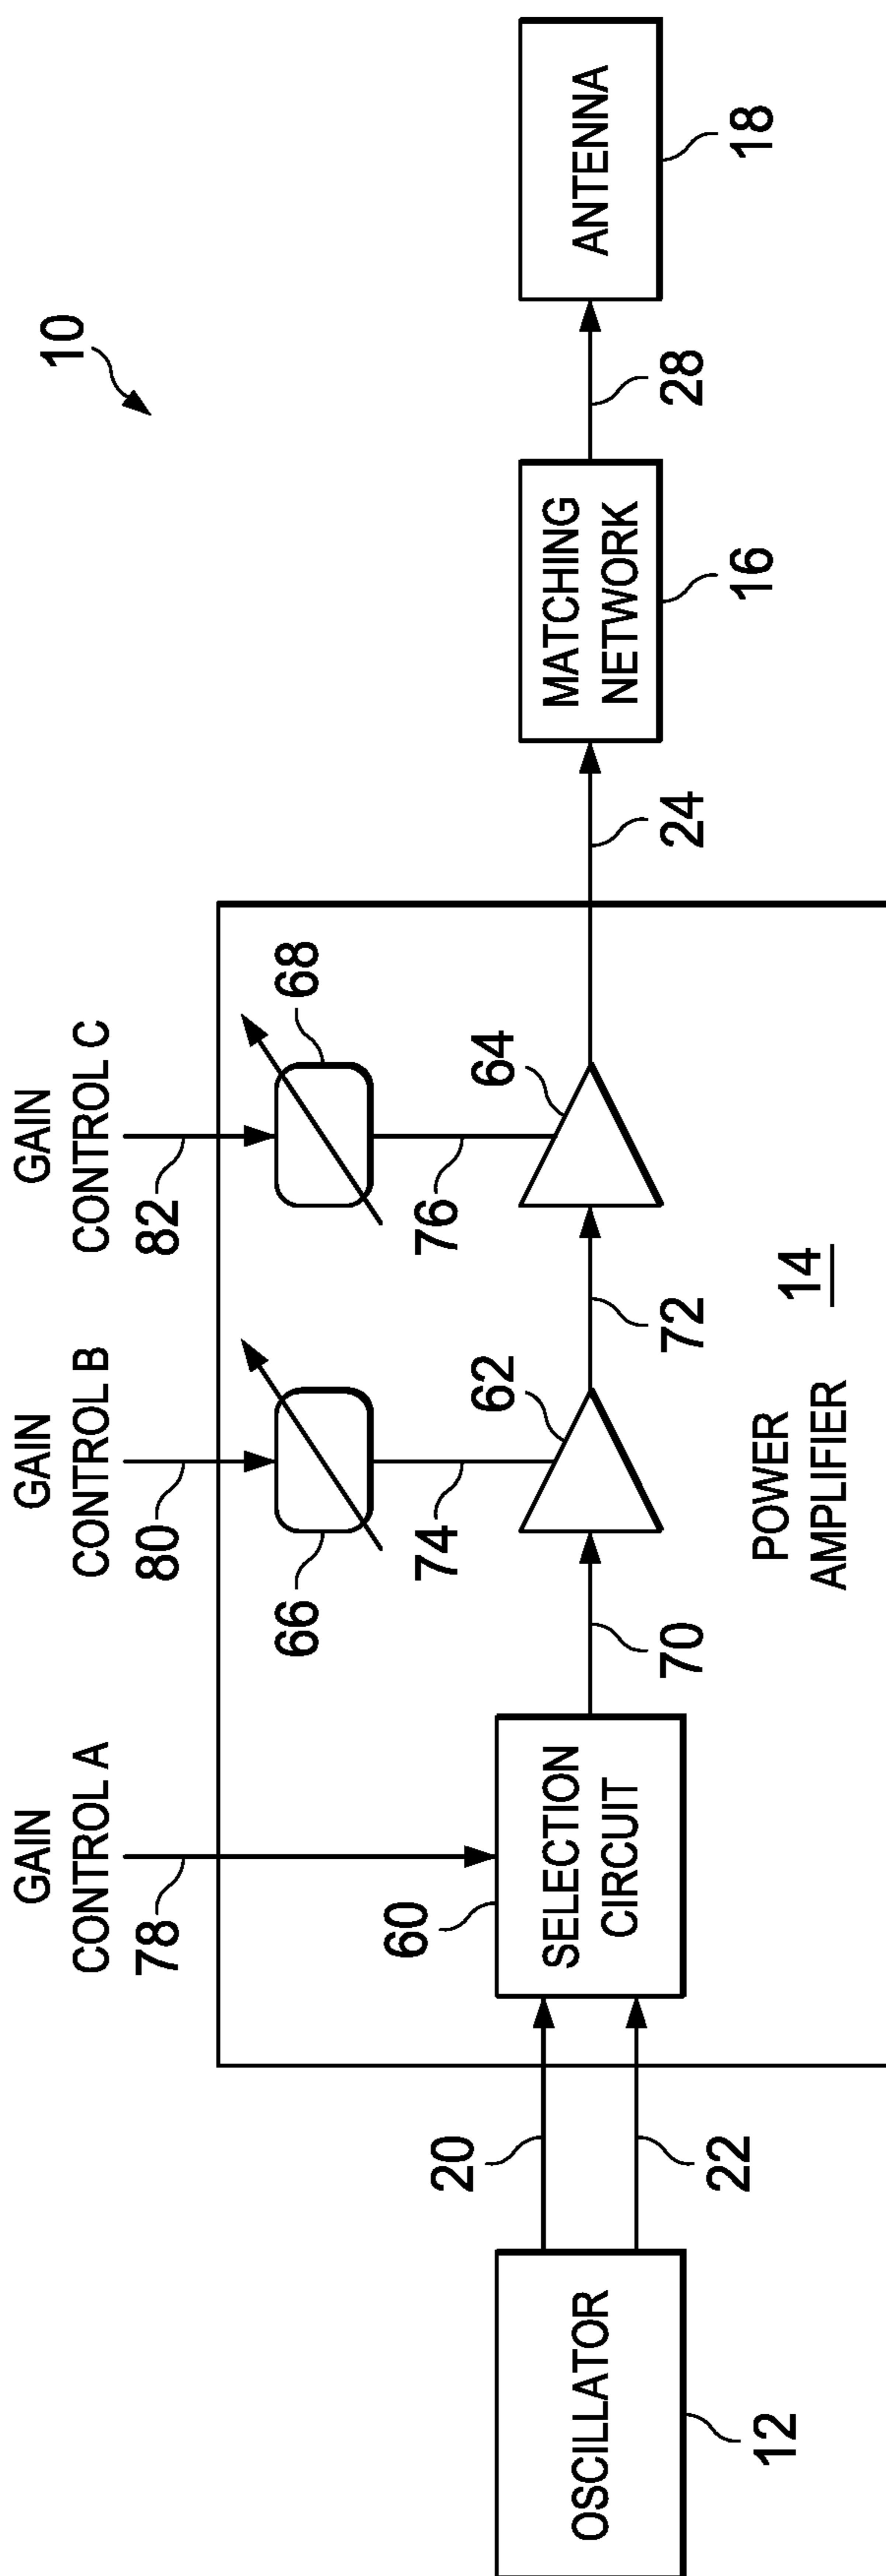 10
GAIN
CONTROL A
78
GAIN
CONTROL B
80
GAIN
CONTROL C
82
66
68
74
76
60
62
64
20
22
OSCILLATOR
12
SELECTION
CIRCUIT
70
72
24
MATCHING
NETWORK
16
28
ANTENNA
18
POWER
AMPLIFIER
14